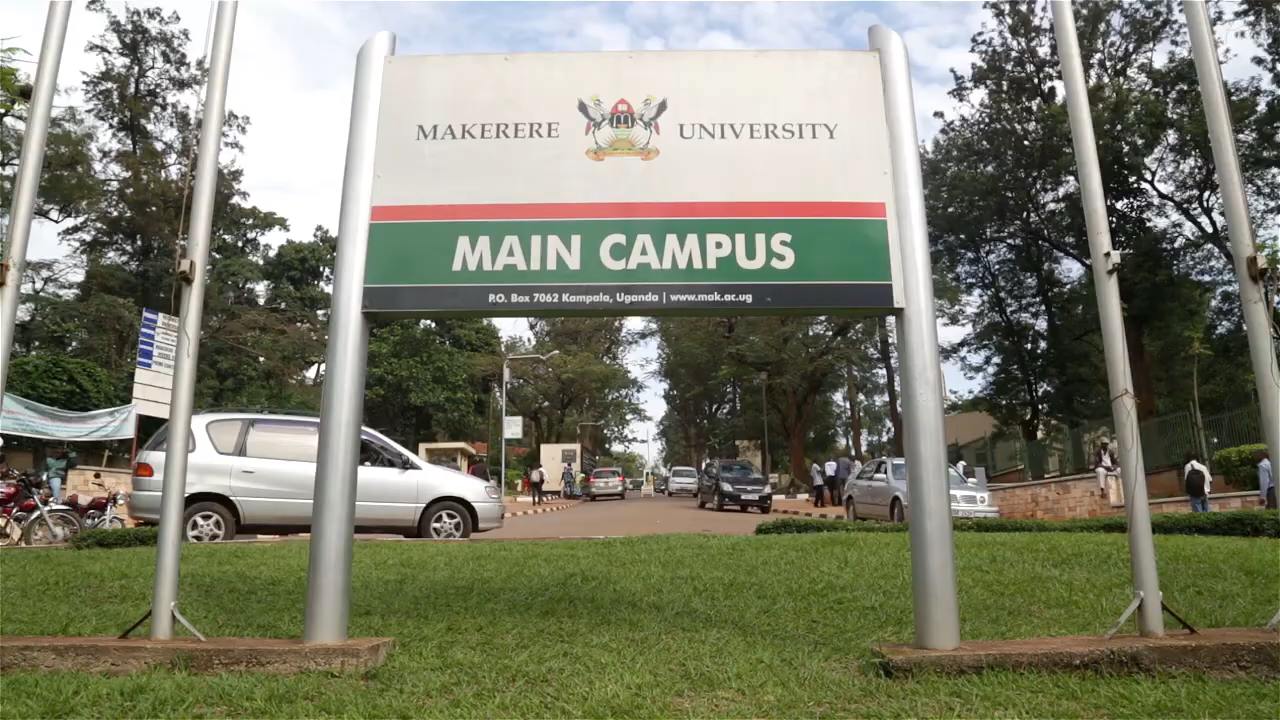 MAKERERE UNIVERSITY
MAIN CAMPUS
P.O. Box 7062 Kampala, Uganda | www.mak.ac.ug